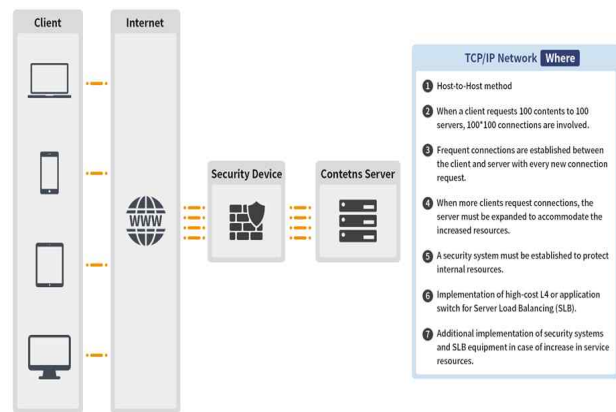 Client
Internet
WWW
Security Device
Contetns Server
TCP/IP Network Where
1 Host-to-Host method
2 When a client requests 100 contents to 100
servers, 100*100 connections are involved.
3 Frequent connections are established between
the client and server with every new connection
request.
4 When more clients request connections, the
server must be expanded to accommodate the
increased resources.
5 A security system must be established to protect
internal resources.
6 Implementation of high-cost L4 or application
switch for Server Load Balancing (SLB).
7 Additional implementation of security systems
and SLB equipment in case of increase in service
resources.